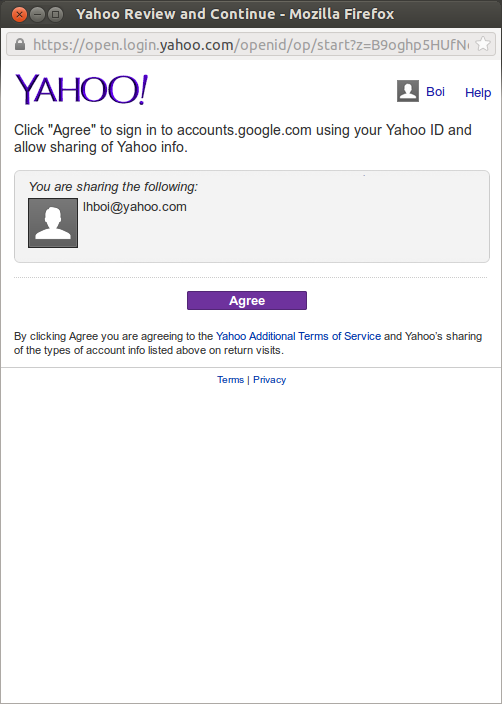 Yahoo Review and Continue - Mozilla Firefox
https://open.login.yahoo.com/openid/op/start?z=B9oghp5HUfN
YAHOO!
Boi Help
Click "Agree" to sign in to accounts.google.com using your Yahoo ID and
allow sharing of Yahoo info.
You are sharing the following:
lhboi@yahoo.com
Agree
By clicking Agree you are agreeing to the Yahoo Additional Terms of Service and Yahoo's sharing
of the types of account info listed above on return visits.
Terms | Privacy